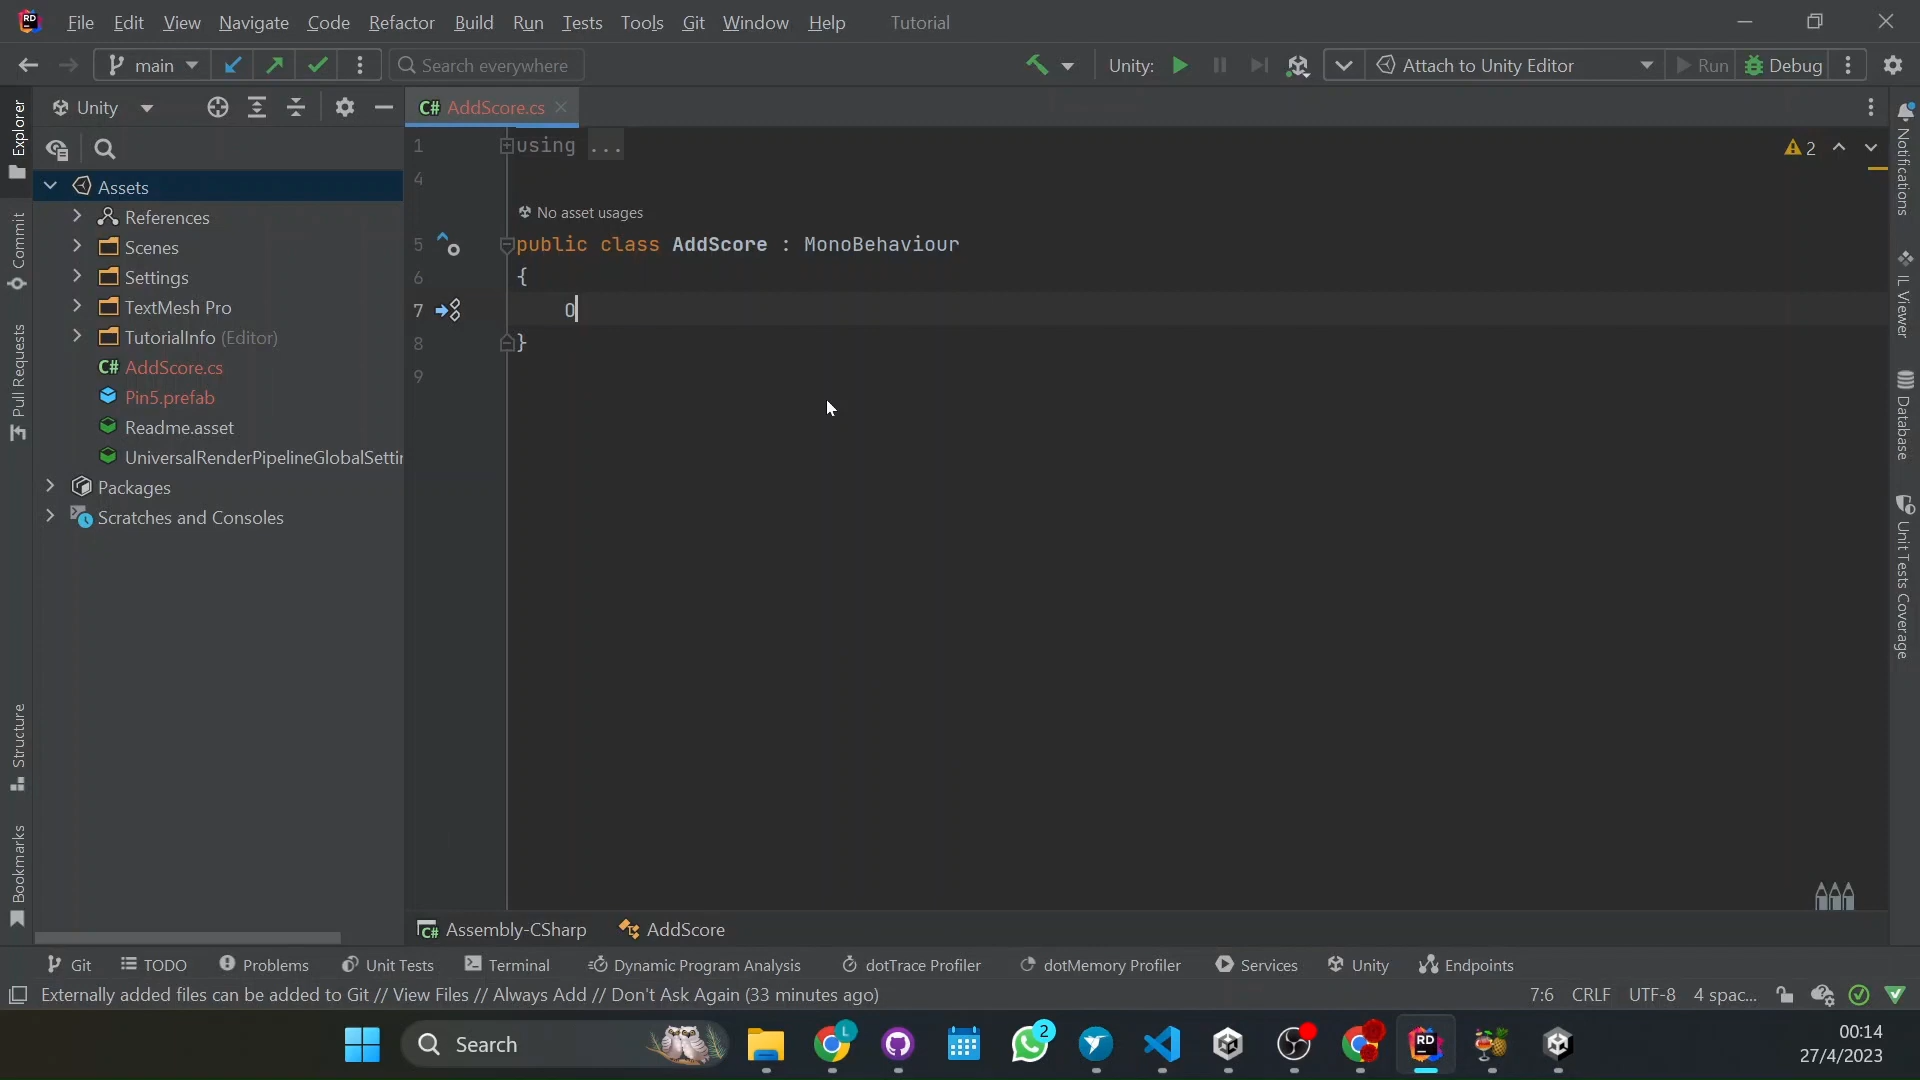 RD File Edit View Navigate Code Refactor Build Run Tests Tools Git Window Help Tutorial
main Search everywhere Unity: Attach to Unity Editor Run Debug
Unity C# AddScore.cs
Explorer
Commit
Pull Requests
Structure
Bookmarks
Assets
References
Scenes
Settings
TextMesh Pro
TutorialInfo (Editor)
C# AddScore.cs
Pin5.prefab
Readme.asset
UniversalRenderPipelineGlobalSettin
Packages
Scratches and Consoles
1 using ...
2
4
No asset usages
5 public class AddScore : MonoBehaviour
6 {
7 O
8 }
9
Notifications
IL Viewer
Database
Unit Tests Coverage
C# Assembly-CSharp AddScore
Git TODO Problems Unit Tests Terminal Dynamic Program Analysis dotTrace Profiler dotMemory Profiler Services Unity Endpoints
Externally added files can be added to Git // View Files // Always Add // Don't Ask Again (33 minutes ago) 7:6 CRLF UTF-8 4 spac...
Search L 2 RD
00:14
27/4/2023